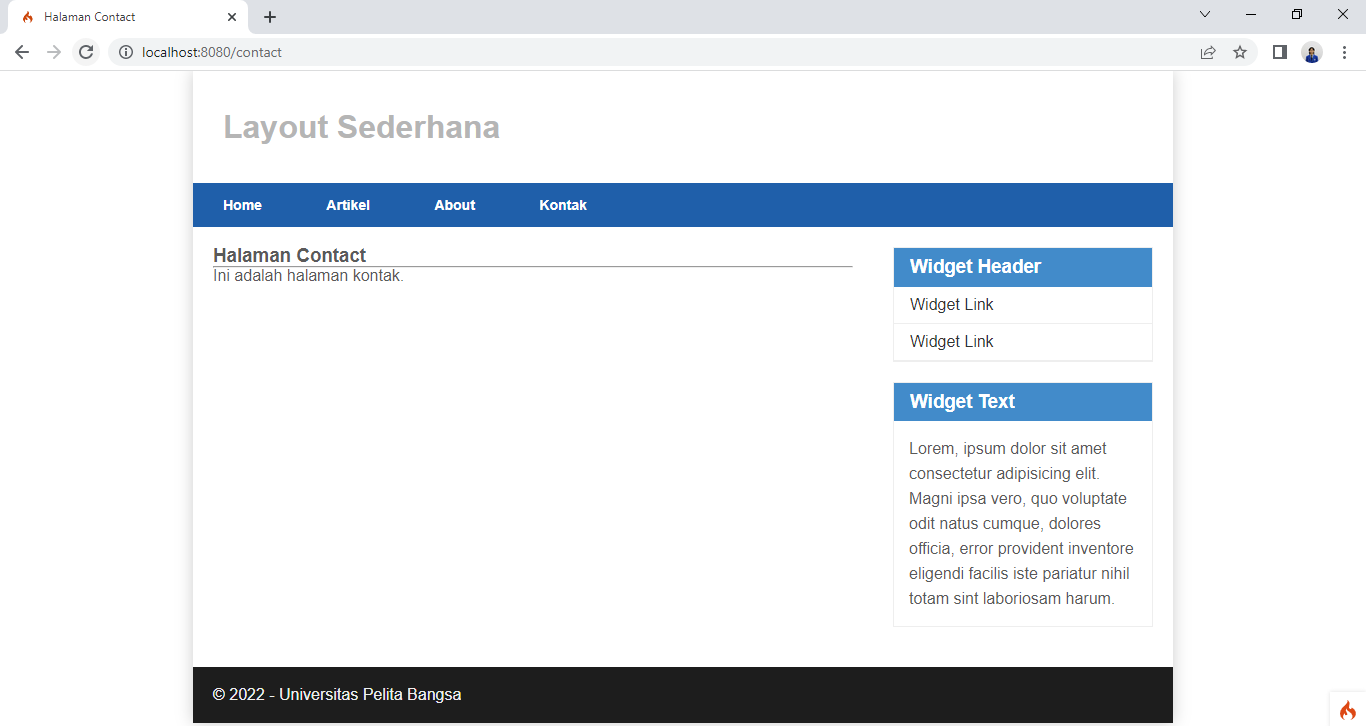 Halaman Contact
localhost:8080/contact
Layout Sederhana
Home Artikel About Kontak
Halaman Contact
Ini adalah halaman kontak.
Widget Header
Widget Link
Widget Link
Widget Text
Lorem, ipsum dolor sit amet
consectetur adipisicing elit.
Magni ipsa vero, quo voluptate
odit natus cumque, dolores
officia, error provident inventore
eligendi facilis iste pariatur nihil
totam sint laboriosam harum.
© 2022 - Universitas Pelita Bangsa